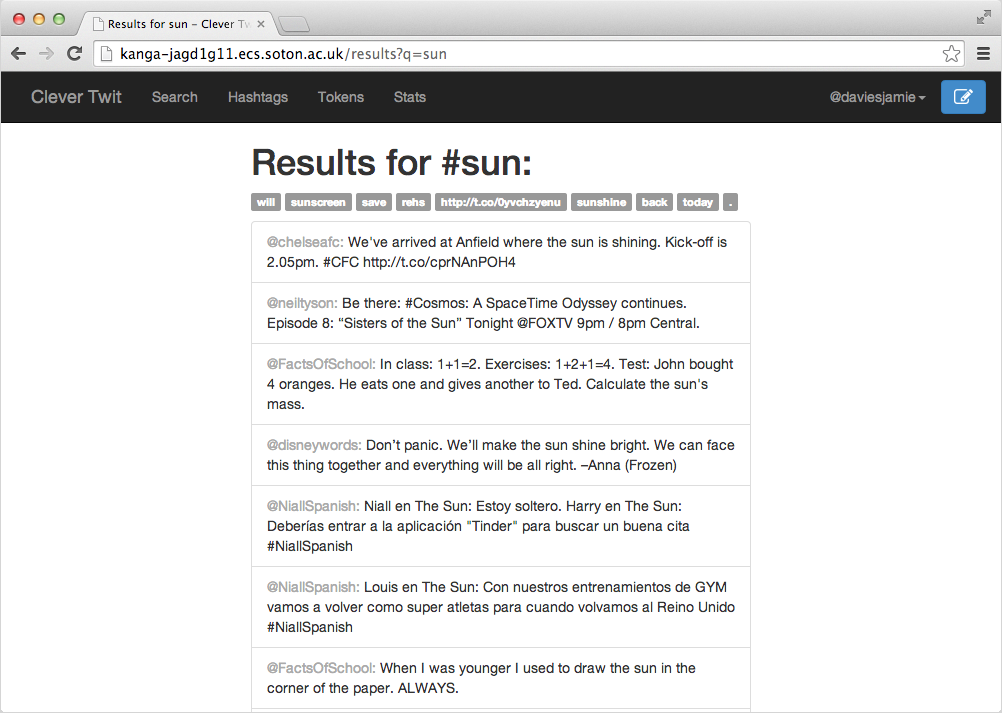 Results for sun – Clever Tw
kanga-jagd1g11.ecs.soton.ac.uk/results?q=sun
Clever Twit Search Hashtags Tokens Stats @daviesjamie
Results for #sun:
will sunscreen save rehs http://t.co/0yvchzyenu sunshine back today .
@chelseafc: We've arrived at Anfield where the sun is shining. Kick-off is
2.05pm. #CFC http://t.co/cprNAnPOH4
@neiltyson: Be there: #Cosmos: A SpaceTime Odyssey continues.
Episode 8: “Sisters of the Sun” Tonight @FOXTV 9pm / 8pm Central.
@FactsOfSchool: In class: 1+1=2. Exercises: 1+2+1=4. Test: John bought
4 oranges. He eats one and gives another to Ted. Calculate the sun's
mass.
@disneywords: Don’t panic. We’ll make the sun shine bright. We can face
this thing together and everything will be all right. –Anna (Frozen)
@NiallSpanish: Niall en The Sun: Estoy soltero. Harry en The Sun:
Deberías entrar a la aplicación "Tinder" para buscar un buena cita
#NiallSpanish
@NiallSpanish: Louis en The Sun: Con nuestros entrenamientos de GYM
vamos a volver como super atletas para cuando volvamos al Reino Unido
#NiallSpanish
@FactsOfSchool: When I was younger I used to draw the sun in the
corner of the paper. ALWAYS.